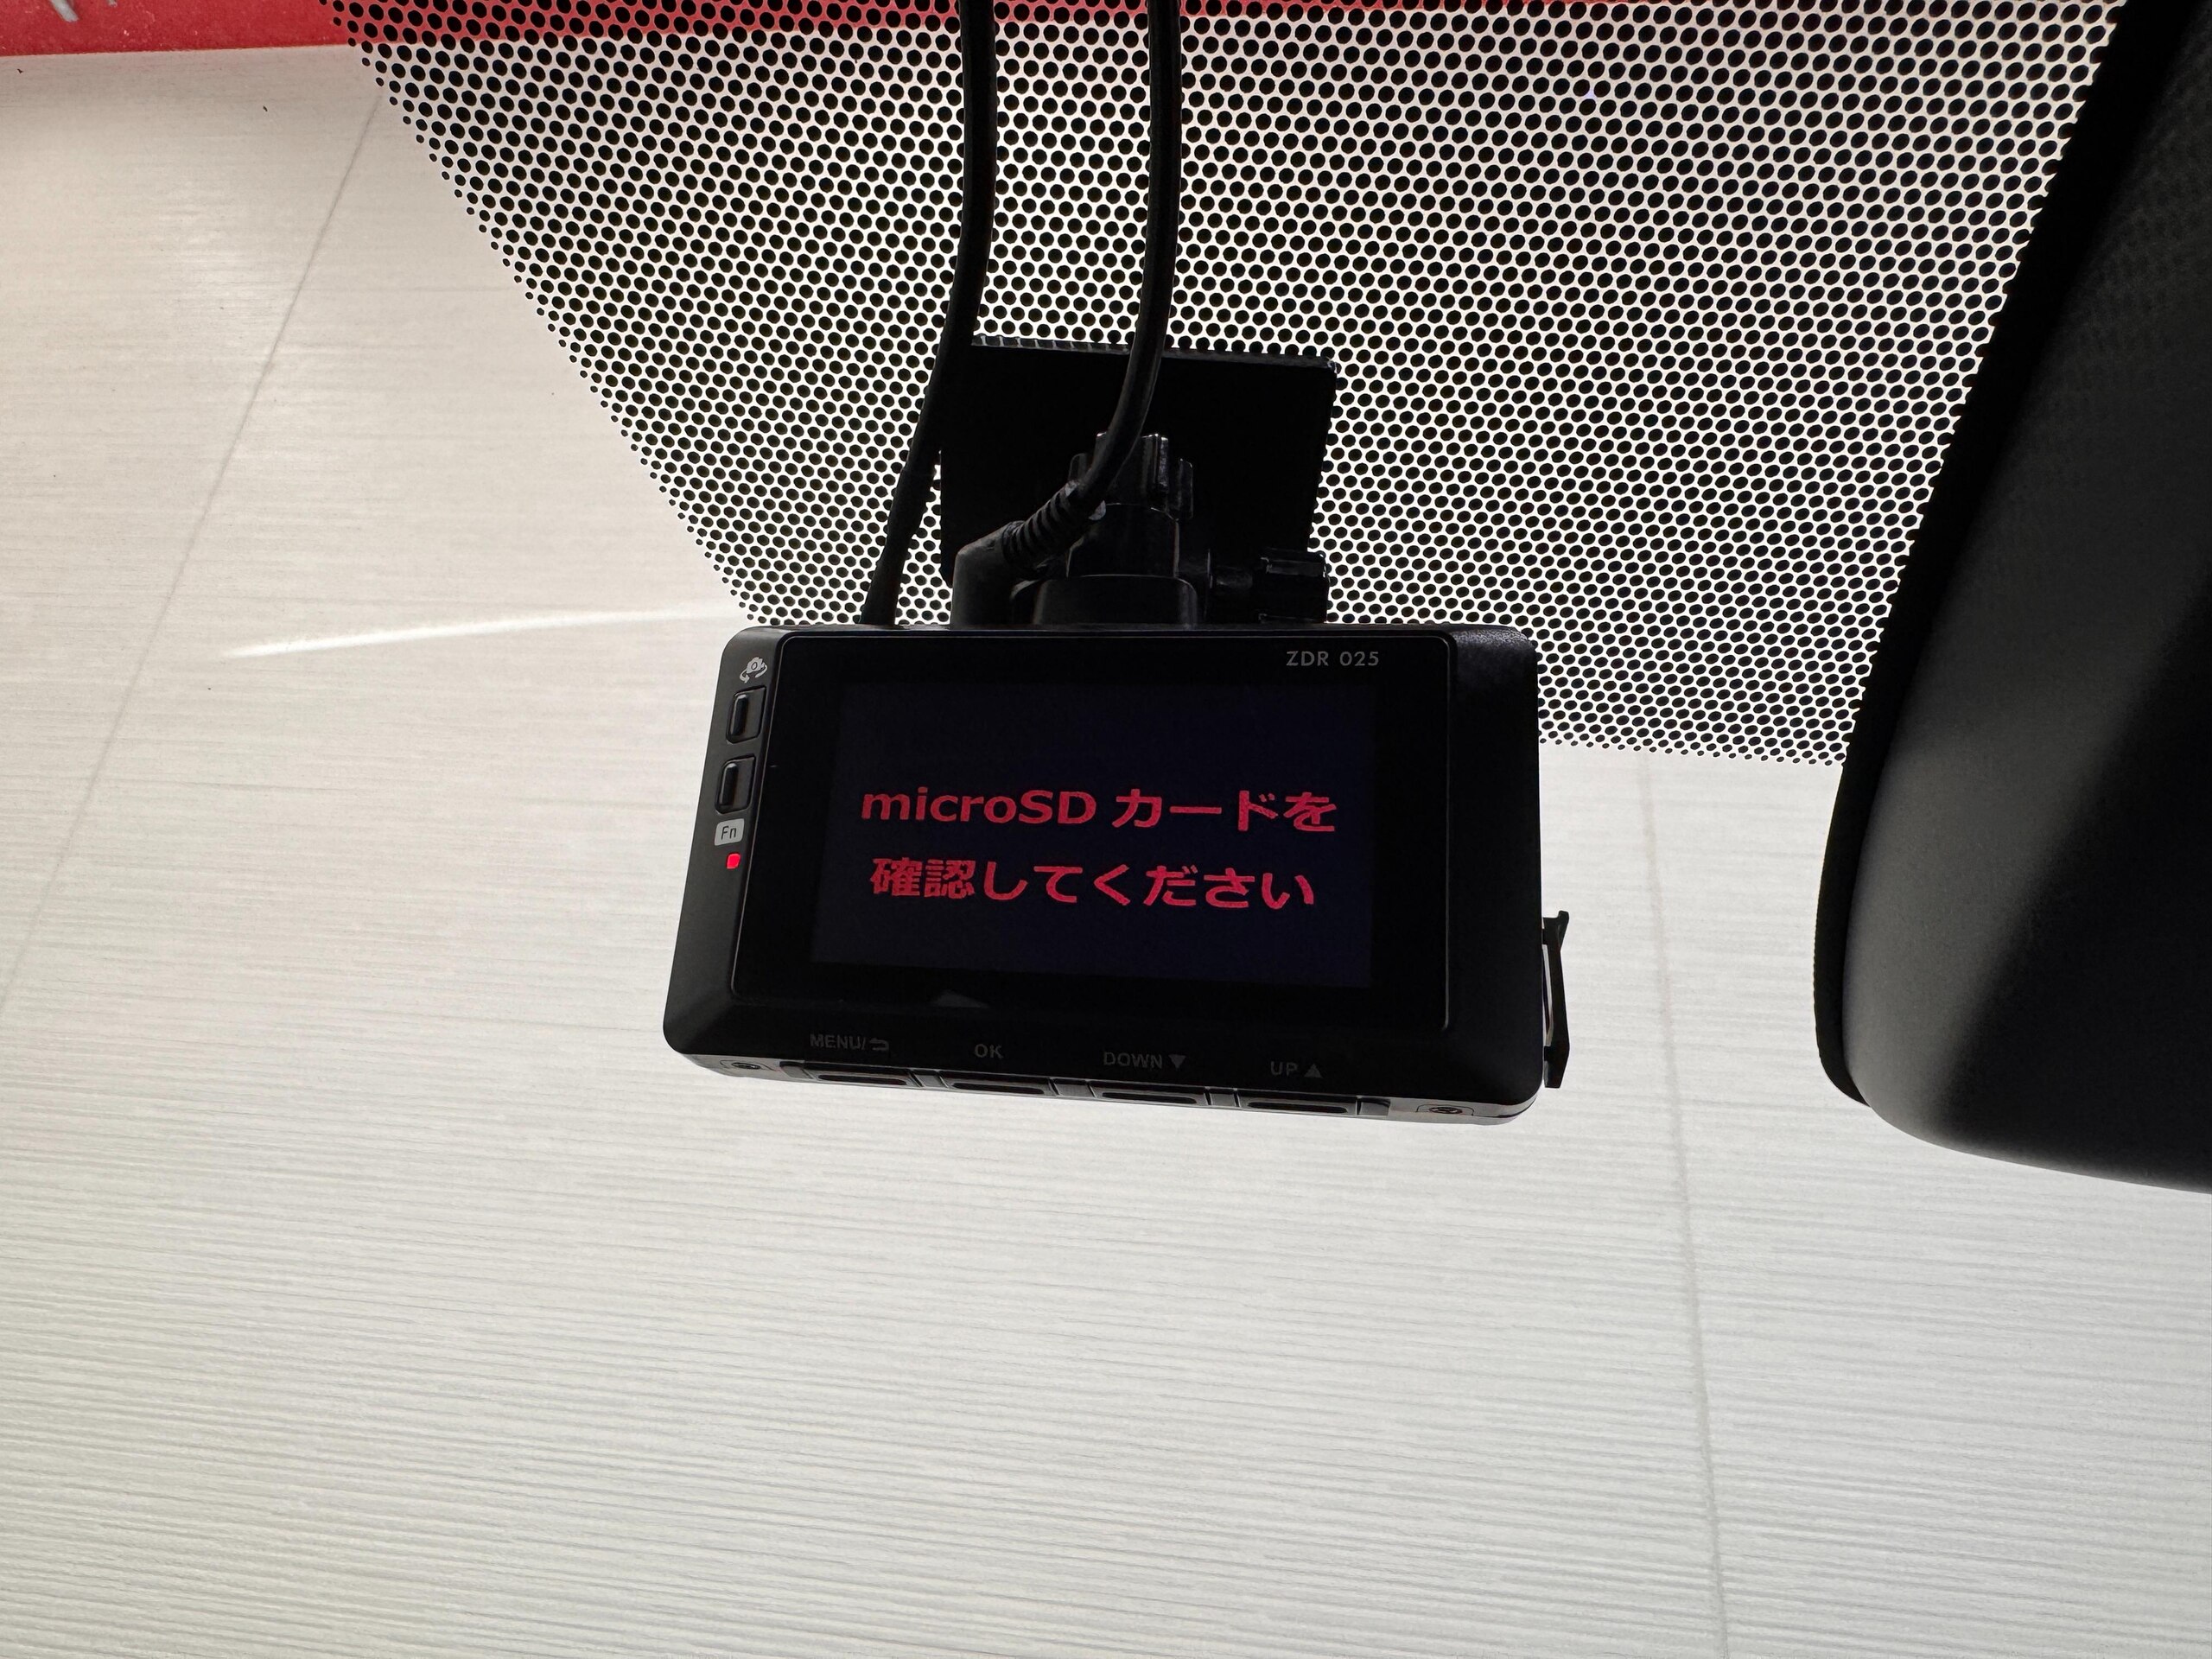 ZDR 025
microSD カードを
確認してください
Fn
MENU/
OK
DOWN ▼
UP ▲